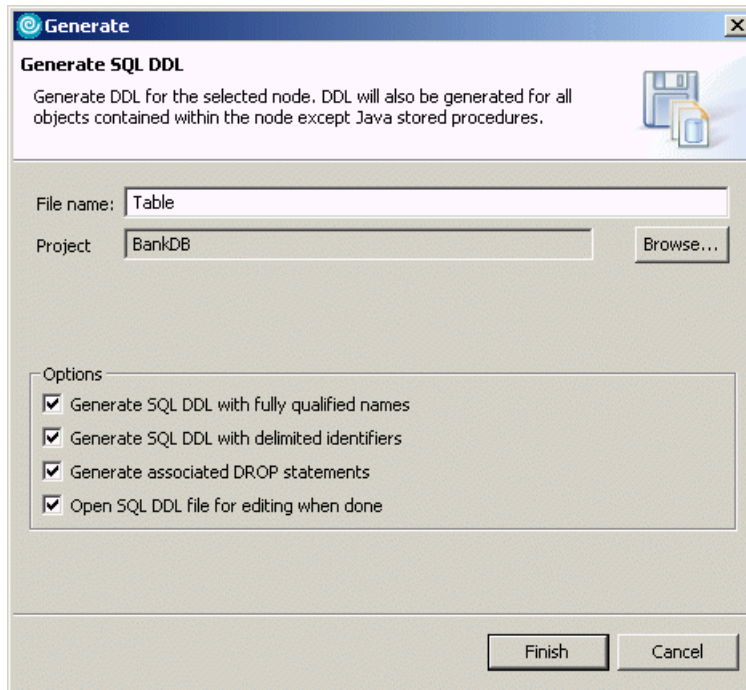 Generate
Generate SQL DDL
Generate DDL for the selected node. DDL will also be generated for all
objects contained within the node except Java stored procedures.
File name: Table
Project BankDB Browse...
Options
Generate SQL DDL with fully qualified names
Generate SQL DDL with delimited identifiers
Generate associated DROP statements
Open SQL DDL file for editing when done
Finish Cancel